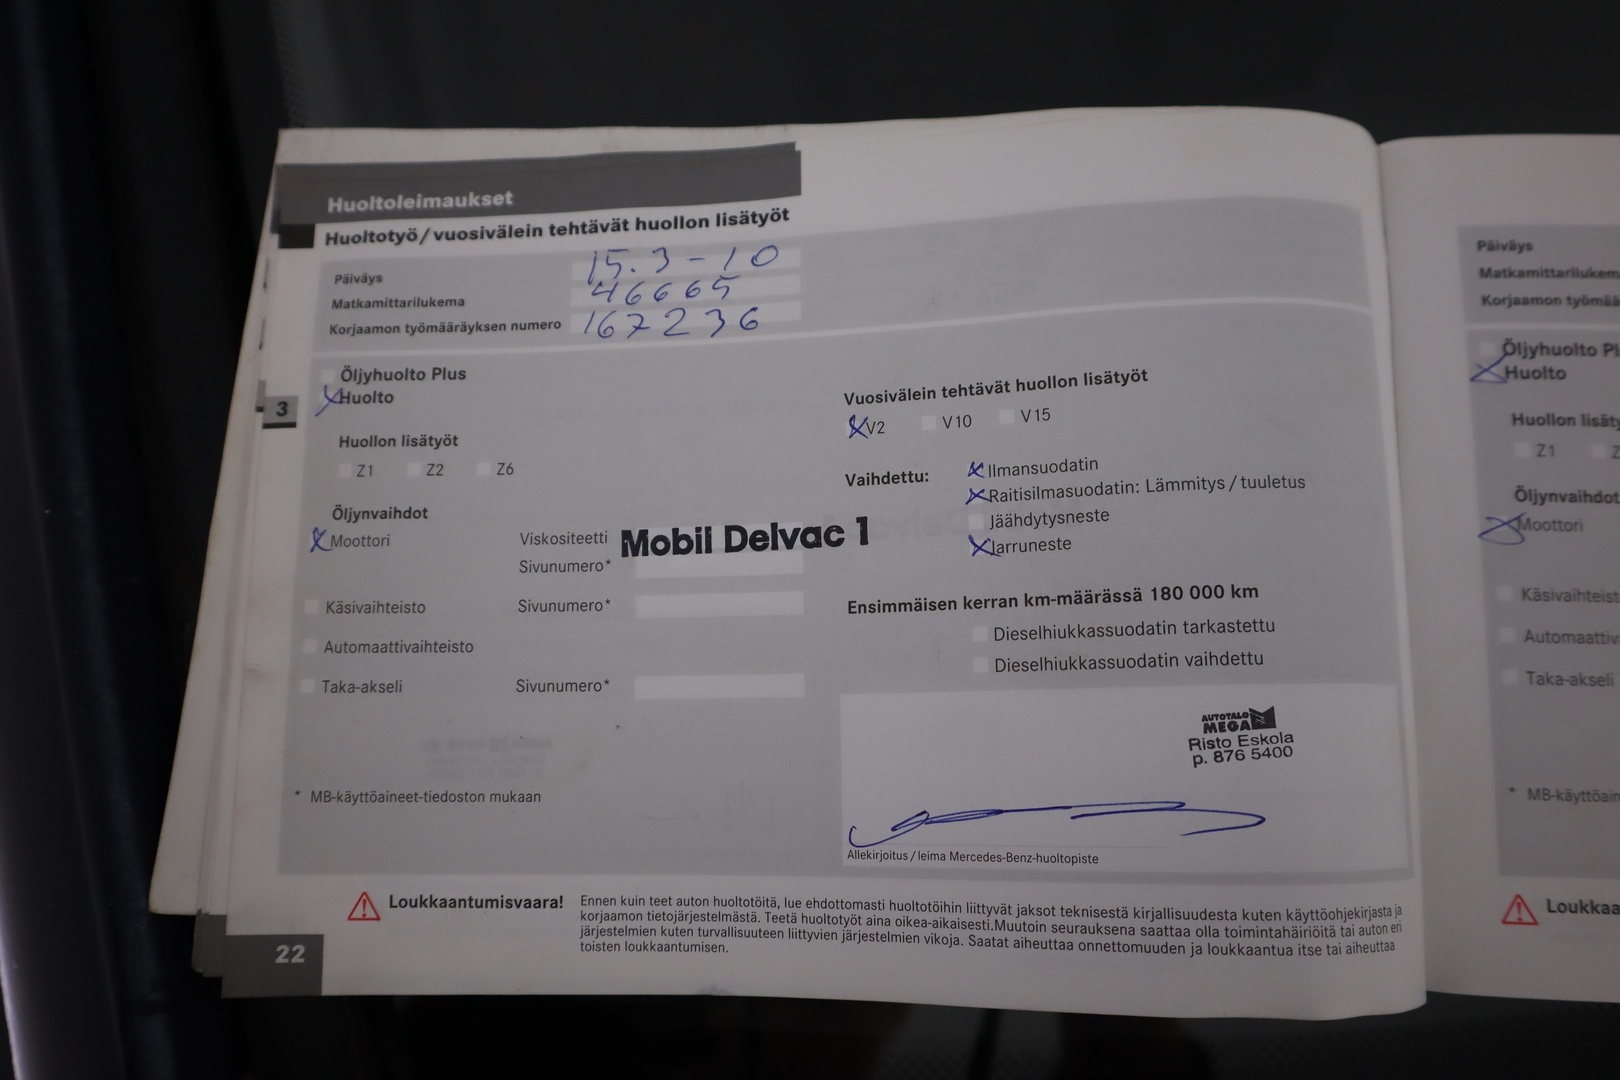 Huoltoleimaukset
Huoltotyö/vuosivälein tehtävät huollon lisätyöt
Päiväys 15.3-10
Matkamittarilukema 46665
Korjaamon työmääräyksen numero 167236
Öljyhuolto Plus
Huolto
3
Huollon lisätyöt
Z1 Z2 Z6
Öljynvaihdot
Moottori Viskositeetti Mobil Delvac 1
Sivunumero*
Käsivaihteisto Sivunumero*
Automaattivaihteisto
Taka-akseli Sivunumero*
* MB-käyttöaineet-tiedoston mukaan
Vuosivälein tehtävät huollon lisätyöt
V2 V10 V15
Vaihdettu: Ilmansuodatin
Raitisilmasuodatin: Lämmitys/tuuletus
Jäähdytysneste
Jarruneste
Ensimmäisen kerran km-määrässä 180 000 km
Dieselhiukkassuodatin tarkastettu
Dieselhiukkassuodatin vaihdettu
AUTOTALO
MEGA
Risto Eskola
p. 876 5400
Allekirjoitus/leima Mercedes-Benz-huoltopiste
Loukkaantumisvaara!
Ennen kuin teet auton huoltotöitä, lue ehdottomasti huoltotöihin liittyvät jaksot teknisestä kirjallisuudesta kuten käyttöohjekirjasta ja
korjaamon tietojärjestelmästä. Teetä huoltotyöt aina oikea-aikaisesti.Muutoin seurauksena saattaa olla toimintahäiriöitä tai auton eri
järjestelmien kuten turvallisuuteen liittyvien järjestelmien vikoja. Saatat aiheuttaa onnettomuuden ja loukkaantua itse tai aiheuttaa
toisten loukkaantumisen.
22
Päiväys
Matkamittarilukem
Korjaamon työmää
Öljyhuolto Pl
Huolto
Huollon lisät
Z1
Öljynvaihdot
Moottori
Käsivaihteist
Automaattiv
Taka-akseli
* MB-käyttöain
Loukka